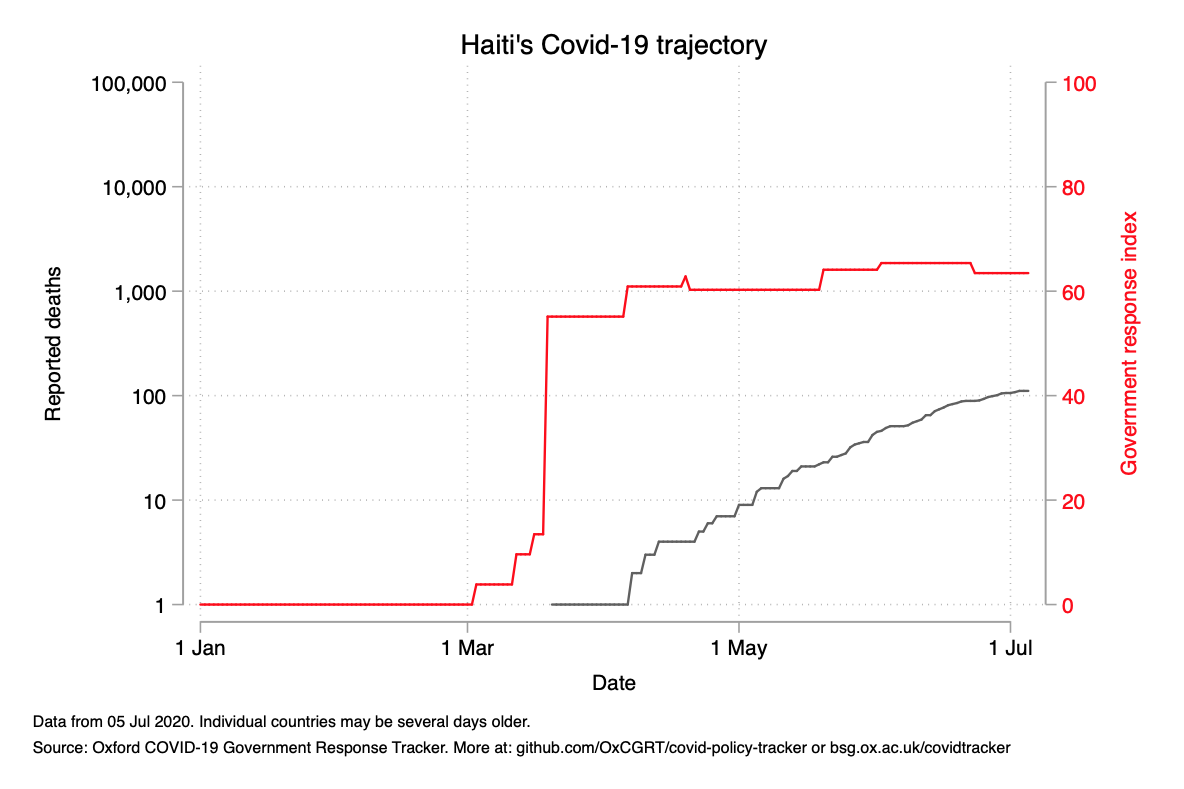 Haiti's Covid-19 trajectory
100,000
10,000
1,000
100
10
1
Reported deaths
100
80
60
40
20
0
Government response index
1 Jan
1 Mar
1 May
1 Jul
Date
Data from 05 Jul 2020. Individual countries may be several days older.
Source: Oxford COVID-19 Government Response Tracker. More at: github.com/OxCGRT/covid-policy-tracker or bsg.ox.ac.uk/covidtracker